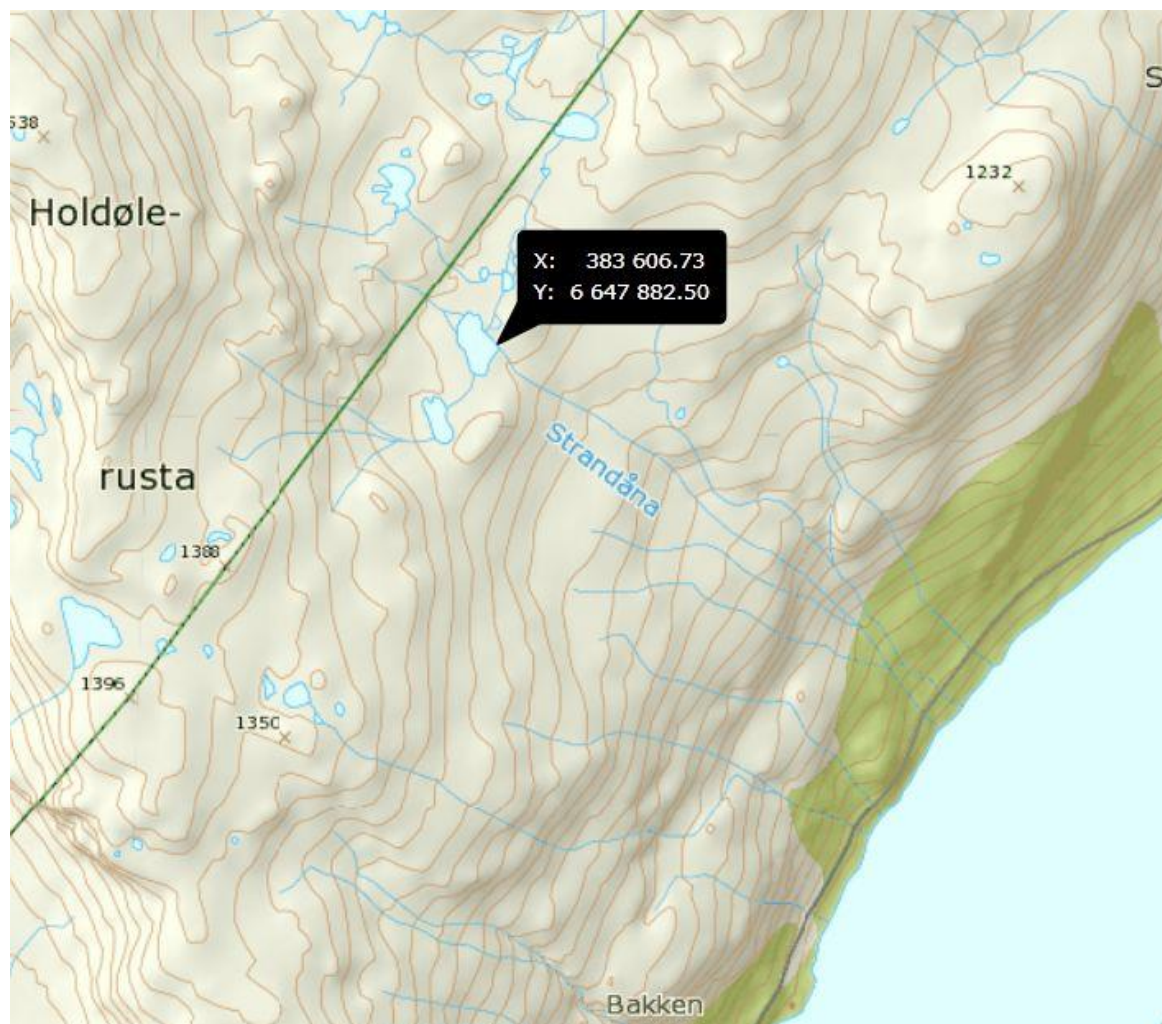 538
S
1232
Holdøle-
X: 383 606.73
Y: 6 647 882.50
Strandåna
rusta
1388
1396
1350
Bakken